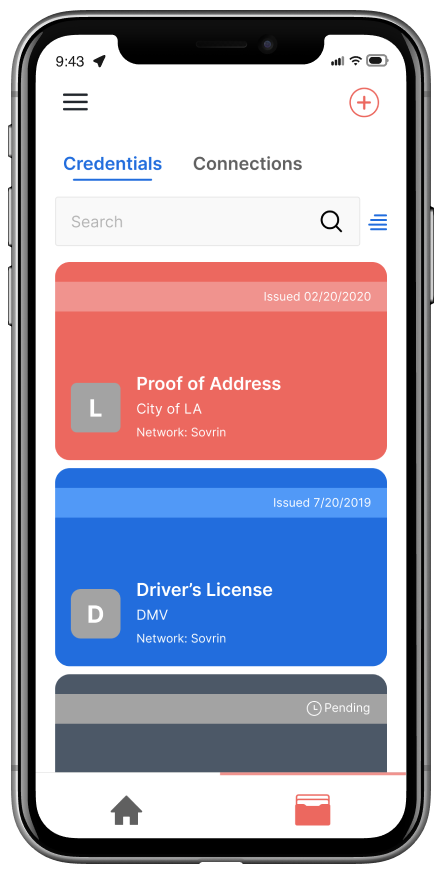 9:43
Credentials Connections
Search
Issued 02/20/2020
L
Proof of Address
City of LA
Network: Sovrin
Issued 7/20/2019
D
Driver’s License
DMV
Network: Sovrin
Pending